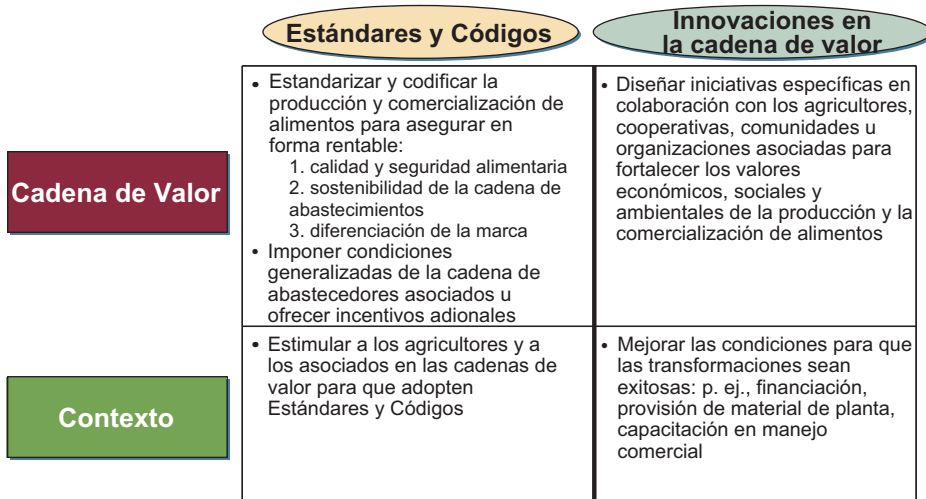 Estándares y Códigos
Innovaciones en
la cadena de valor
Cadena de Valor
• Estandarizar y codificar la
producción y comercialización de
alimentos para asegurar en
forma rentable:
1. calidad y seguridad alimentaria
2. sostenibilidad de la cadena de
abastecimientos
3. diferenciación de la marca
• Imponer condiciones
generalizadas de la cadena de
abastecedores asociados u
ofrecer incentivos adionales
• Diseñar iniciativas específicas en
colaboración con los agricultores,
cooperativas, comunidades u
organizaciones asociadas para
fortalecer los valores
económicos, sociales y
ambientales de la producción y la
comercialización de alimentos
Contexto
• Estimular a los agricultores y a
los asociados en las cadenas de
valor para que adopten
Estándares y Códigos
• Mejorar las condiciones para que
las transformaciones sean
exitosas: p. ej., financiación,
provisión de material de planta,
capacitación en manejo
comercial